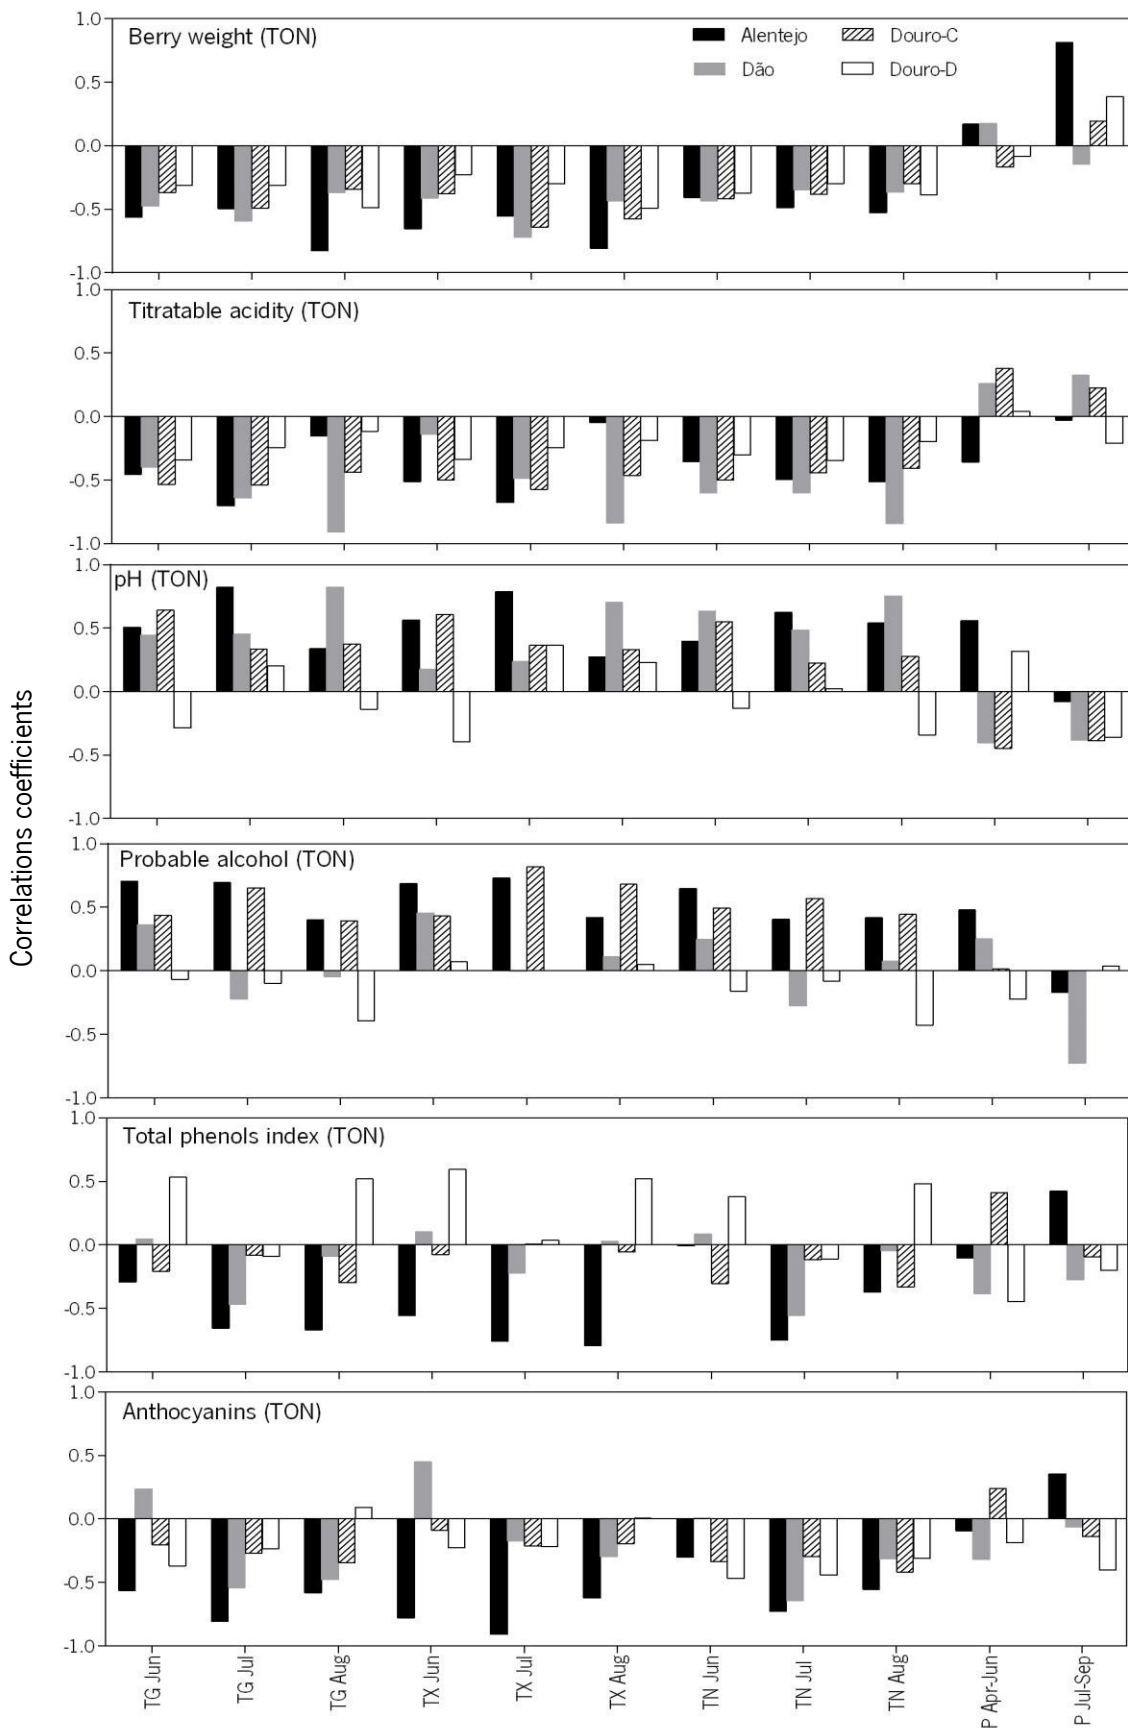 Correlations coefficients
Berry weight (TON)
Alentejo
Dão
Douro-C
Douro-D
1.0
0.5
0.0
-0.5
-1.0
Titratable acidity (TON)
1.0
0.5
0.0
-0.5
-1.0
pH (TON)
1.0
0.5
0.0
-0.5
-1.0
Probable alcohol (TON)
1.0
0.5
0.0
-0.5
-1.0
Total phenols index (TON)
1.0
0.5
0.0
-0.5
-1.0
Anthocyanins (TON)
1.0
0.5
0.0
-0.5
-1.0
TG Jun
TG Jul
TG Aug
TX Jun
TX Jul
TX Aug
TN Jun
TN Jul
TN Aug
P Apr-Jun
P Jul-Sep